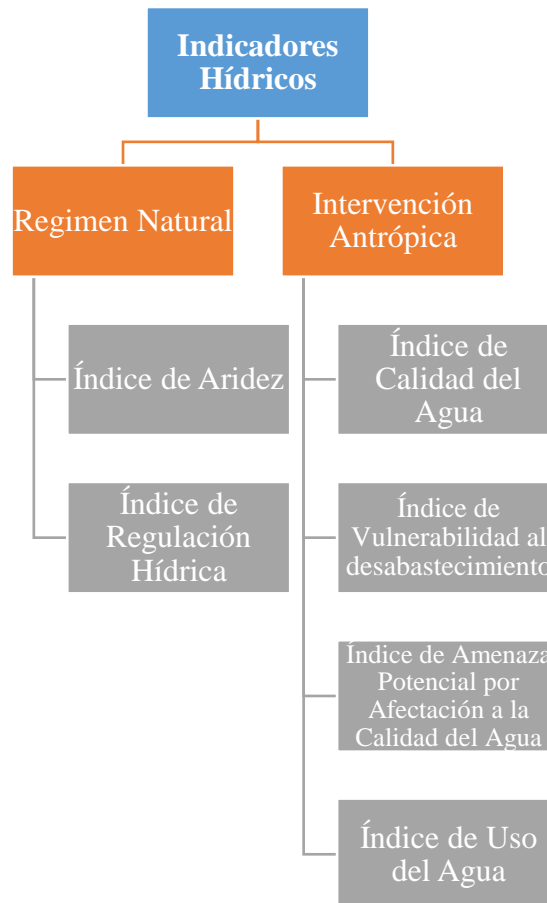 Indicadores
Hídricos
Regimen Natural
Intervención
Antrópica
Índice de Aridez
Índice de
Regulación
Hídrica
Índice de
Calidad del
Agua
Índice de
Vulnerabilidad al
desabastecimiento
Índice de Amenaza
Potencial por
Afectación a la
Calidad del Agua
Índice de Uso
del Agua